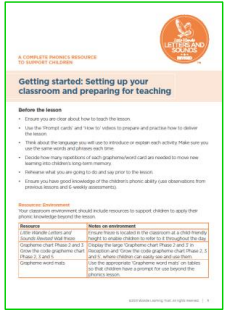 Little Wandle
LETTERS AND
SOUNDS
REVISED
A COMPLETE PHONICS RESOURCE
TO SUPPORT CHILDREN
Getting started: Setting up your
classroom and preparing for teaching
Before the lesson
• Ensure you are clear about how to teach the lesson.
• Use the 'Prompt cards' and 'How to' videos to prepare and practise how to deliver
the lesson.
• Think about the language you will use to introduce or explain each activity. Make sure you
use the same words and phrases each time.
• Decide how many repetitions of each grapheme/word card are needed to move new
learning into children's long-term memory.
• Rehearse what you are going to do and say prior to the lesson.
• Ensure you have good knowledge of the children's phonic ability (use observations from
previous lessons and 6-weekly assessments).
Resources: Environment
Your classroom environment should include resources to support children to apply their
phonic knowledge beyond the lesson.
Resource Notes on environment
Little Wandle Letters and Ensure frieze is located in the classroom at a child-friendly
Sounds Revised Wall frieze height to enable children to refer to it throughout the day.
Grapheme chart Phase 2 and 3 Display the large 'Grapheme chart Phase 2 and 3' in
Grow the code grapheme chart Reception and 'Grow the code grapheme chart Phase 2, 3
Phase 2, 3 and 5 and 5', where children can easily see and use them.
Grapheme word mats Use the appropriate 'Grapheme word mats' on tables
so that children have a prompt for use beyond the
phonics lesson.